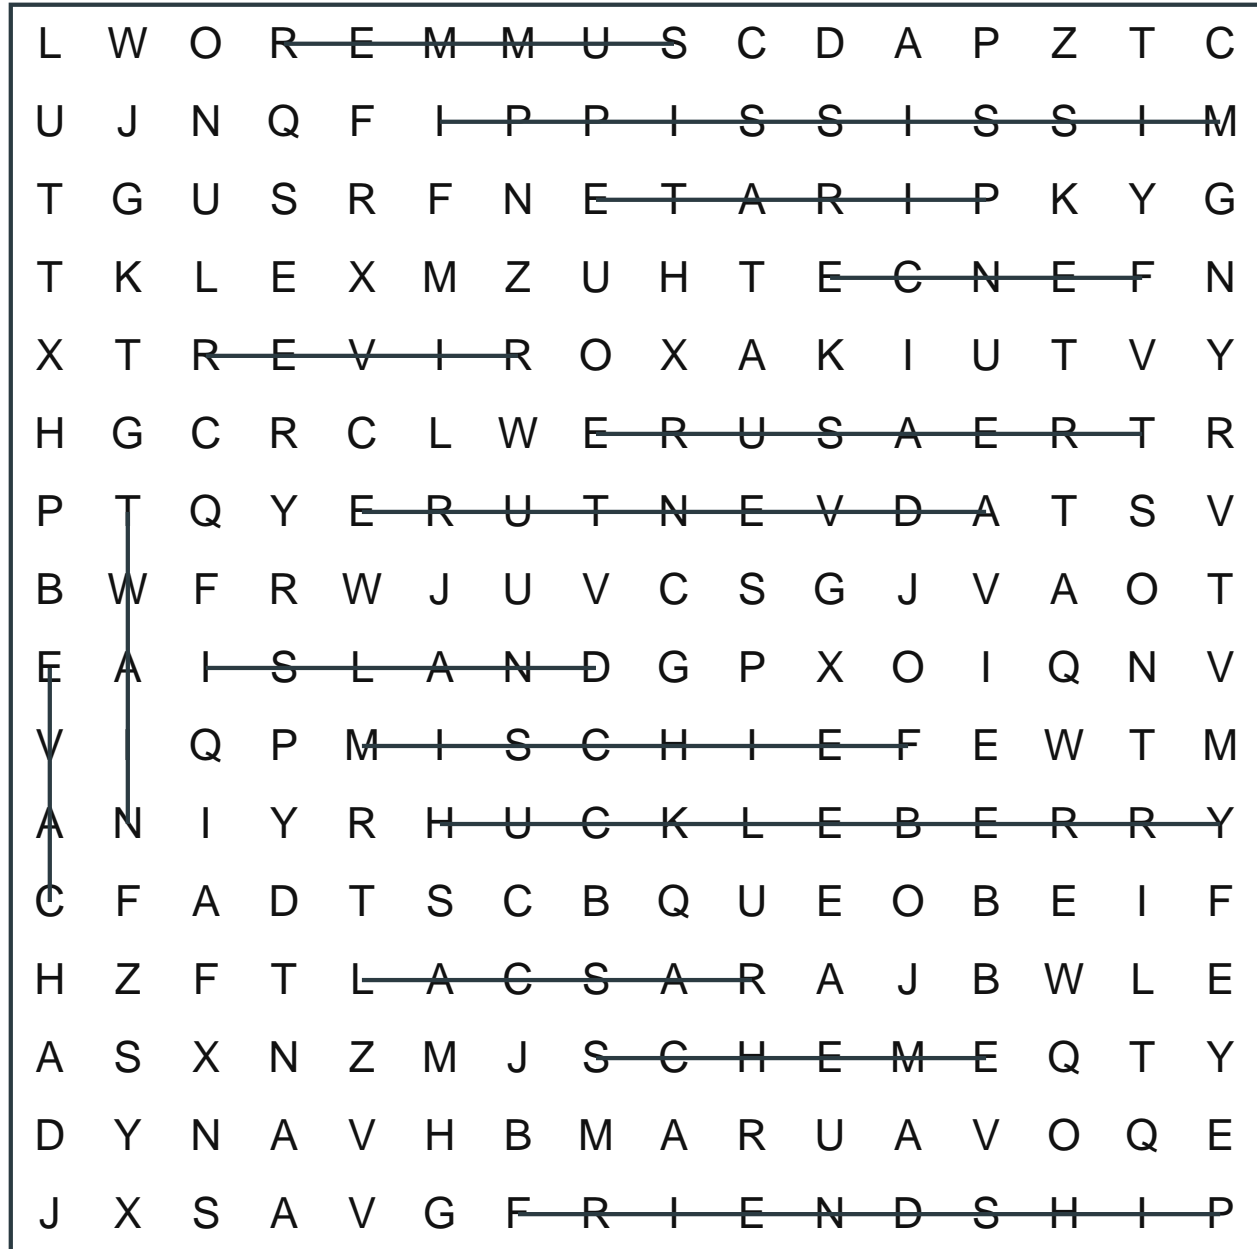 L W O R E M M U S C D A P Z T C
U J N Q F I P P I S S I S S I M
T G U S R F N E T A R I P K Y G
T K L E X M Z U H T E C N E F N
X T R E V I R O X A K I U T V Y
H G C R C L W E R U S A E R T R
P T Q Y E R U T N E V D A T S V
B W F R W J U V C S G J V A O T
E A I S L A N D G P X O I Q N V
V I Q P M I S C H I E F E W T M
A N I Y R H U C K L E B E R R Y
C F A D T S C B Q U E O B E I F
H Z F T L A C S A R A J B W L E
A S X N Z M J S C H E M E Q T Y
D Y N A V H B M A R U A V O Q E
J X S A V G F R I E N D S H I P